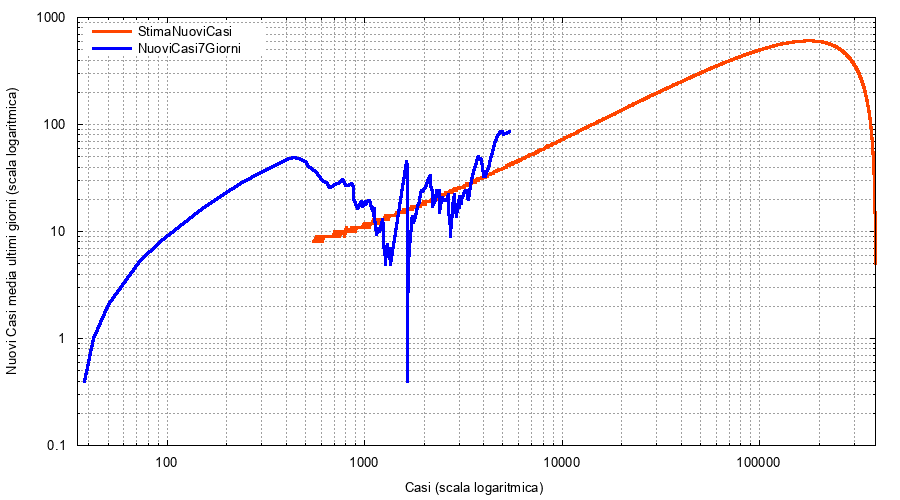 1000
100
10
1
0.1
StimaNuoviCasi
NuoviCasi7Giorni
Nuovi Casi media ultimi giorni (scala logaritmica)
100
1000
10000
100000
Casi (scala logaritmica)